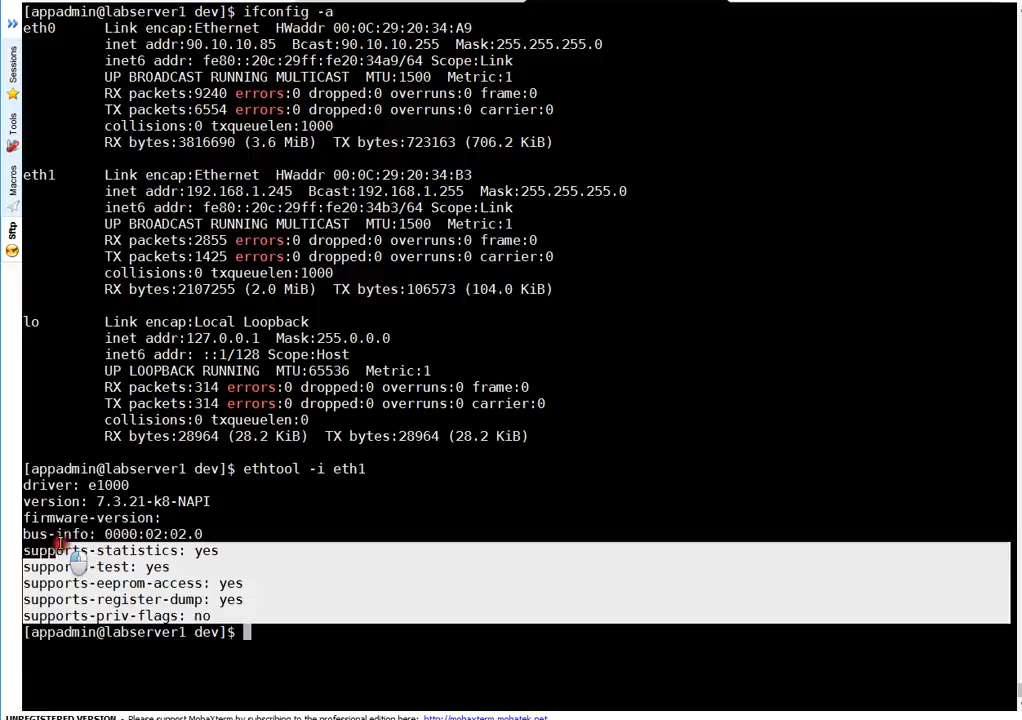 [appadmin@labserver1 dev]$ ifconfig -a
eth0      Link encap:Ethernet  HWaddr 00:0C:29:20:34:A9
          inet addr:90.10.10.85  Bcast:90.10.10.255  Mask:255.255.255.0
          inet6 addr: fe80::20c:29ff:fe20:34a9/64 Scope:Link
          UP BROADCAST RUNNING MULTICAST  MTU:1500  Metric:1
          RX packets:9240 errors:0 dropped:0 overruns:0 frame:0
          TX packets:6554 errors:0 dropped:0 overruns:0 carrier:0
          collisions:0 txqueuelen:1000
          RX bytes:3816690 (3.6 MiB)  TX bytes:723163 (706.2 KiB)
eth1      Link encap:Ethernet  HWaddr 00:0C:29:20:34:B3
          inet addr:192.168.1.245  Bcast:192.168.1.255  Mask:255.255.255.0
          inet6 addr: fe80::20c:29ff:fe20:34b3/64 Scope:Link
          UP BROADCAST RUNNING MULTICAST  MTU:1500  Metric:1
          RX packets:2855 errors:0 dropped:0 overruns:0 frame:0
          TX packets:1425 errors:0 dropped:0 overruns:0 carrier:0
          collisions:0 txqueuelen:1000
          RX bytes:2107255 (2.0 MiB)  TX bytes:106573 (104.0 KiB)
lo        Link encap:Local Loopback
          inet addr:127.0.0.1  Mask:255.0.0.0
          inet6 addr: ::1/128 Scope:Host
          UP LOOPBACK RUNNING  MTU:65536  Metric:1
          RX packets:314 errors:0 dropped:0 overruns:0 frame:0
          TX packets:314 errors:0 dropped:0 overruns:0 carrier:0
          collisions:0 txqueuelen:0
          RX bytes:28964 (28.2 KiB)  TX bytes:28964 (28.2 KiB)
[appadmin@labserver1 dev]$ ethtool -i eth1
driver: e1000
version: 7.3.21-k8-NAPI
firmware-version:
bus-info: 0000:02:02.0
supports-statistics: yes
supports-test: yes
supports-eeprom-access: yes
supports-register-dump: yes
supports-priv-flags: no
[appadmin@labserver1 dev]$
Sessions
Tools
Macros
Sftp
UNREGISTERED VERSION - Please support MobaXterm by subscribing to the professional edition here: http://mobaxterm.mobatek.net